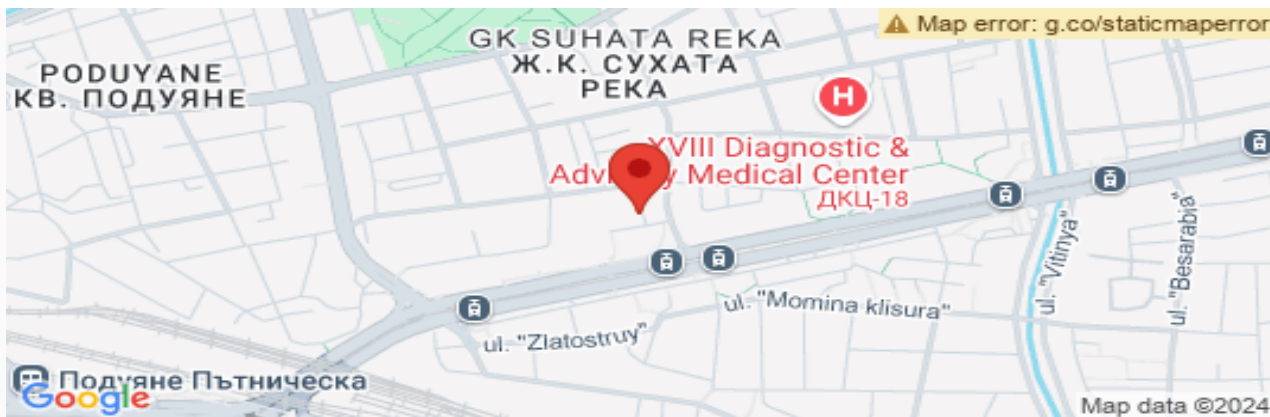 Map error: g.co/staticmaperror
GK SUHATA REKA
Ж.К. СУХАТА
РЕКА
PODUYANE
КВ. ПОДУЯНЕ
H
XVIII Diagnostic &
Medical Center
ДКЦ-18
ul. "Vitinya"
ul. "Besarabia"
ul. "Momina klisura"
ul. "Zlatostruy"
Подуяне Пътническа
Google
Map data ©2024